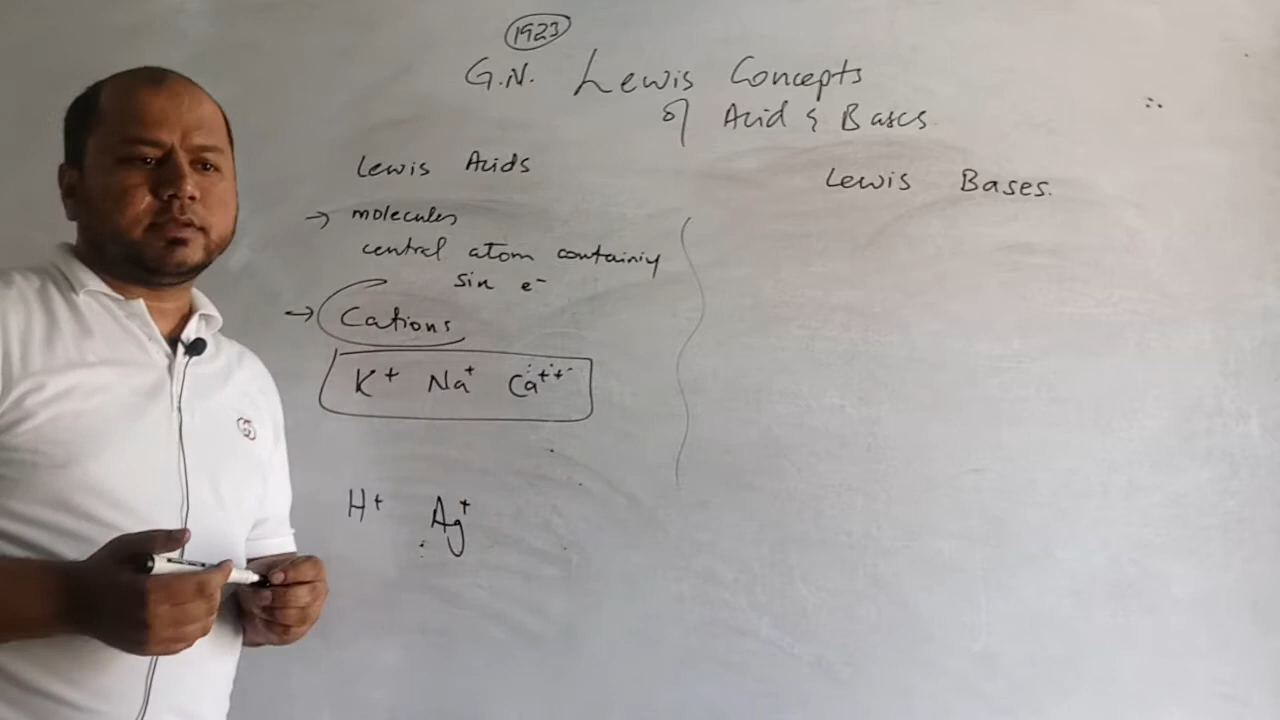 1923
G.N. Lewis Concepts
of Acid & Bases.
Lewis Acids
→ molecules
central atom containing
six e⁻
→ Cations
K⁺ Na⁺ Ca⁺⁺
H⁺ Ag⁺
Lewis Bases.
∴